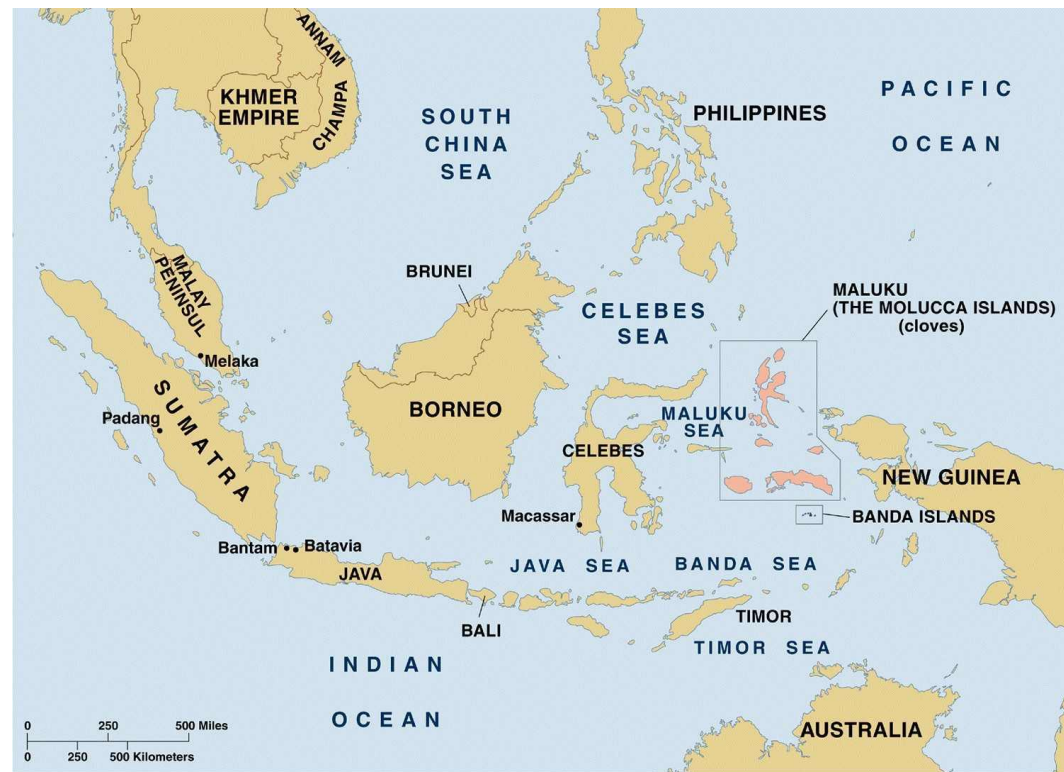 ANNAM
CHAMPA
KHMER
EMPIRE
SOUTH
CHINA
SEA
PHILIPPINES
PACIFIC
OCEAN
MALAY
PENINSUL
Melaka
BRUNEI
CELEBES
SEA
MALUKU
(THE MOLUCCA ISLANDS)
(cloves)
SUMATRA
Padang
BORNEO
MALUKU
SEA
CELEBES
NEW GUINEA
Macassar
BANDA ISLANDS
Bantam
Batavia
JAVA
JAVA SEA
BANDA SEA
BALI
TIMOR
TIMOR SEA
INDIAN
OCEAN
AUSTRALIA
0 250 500 Miles
0 250 500 Kilometers